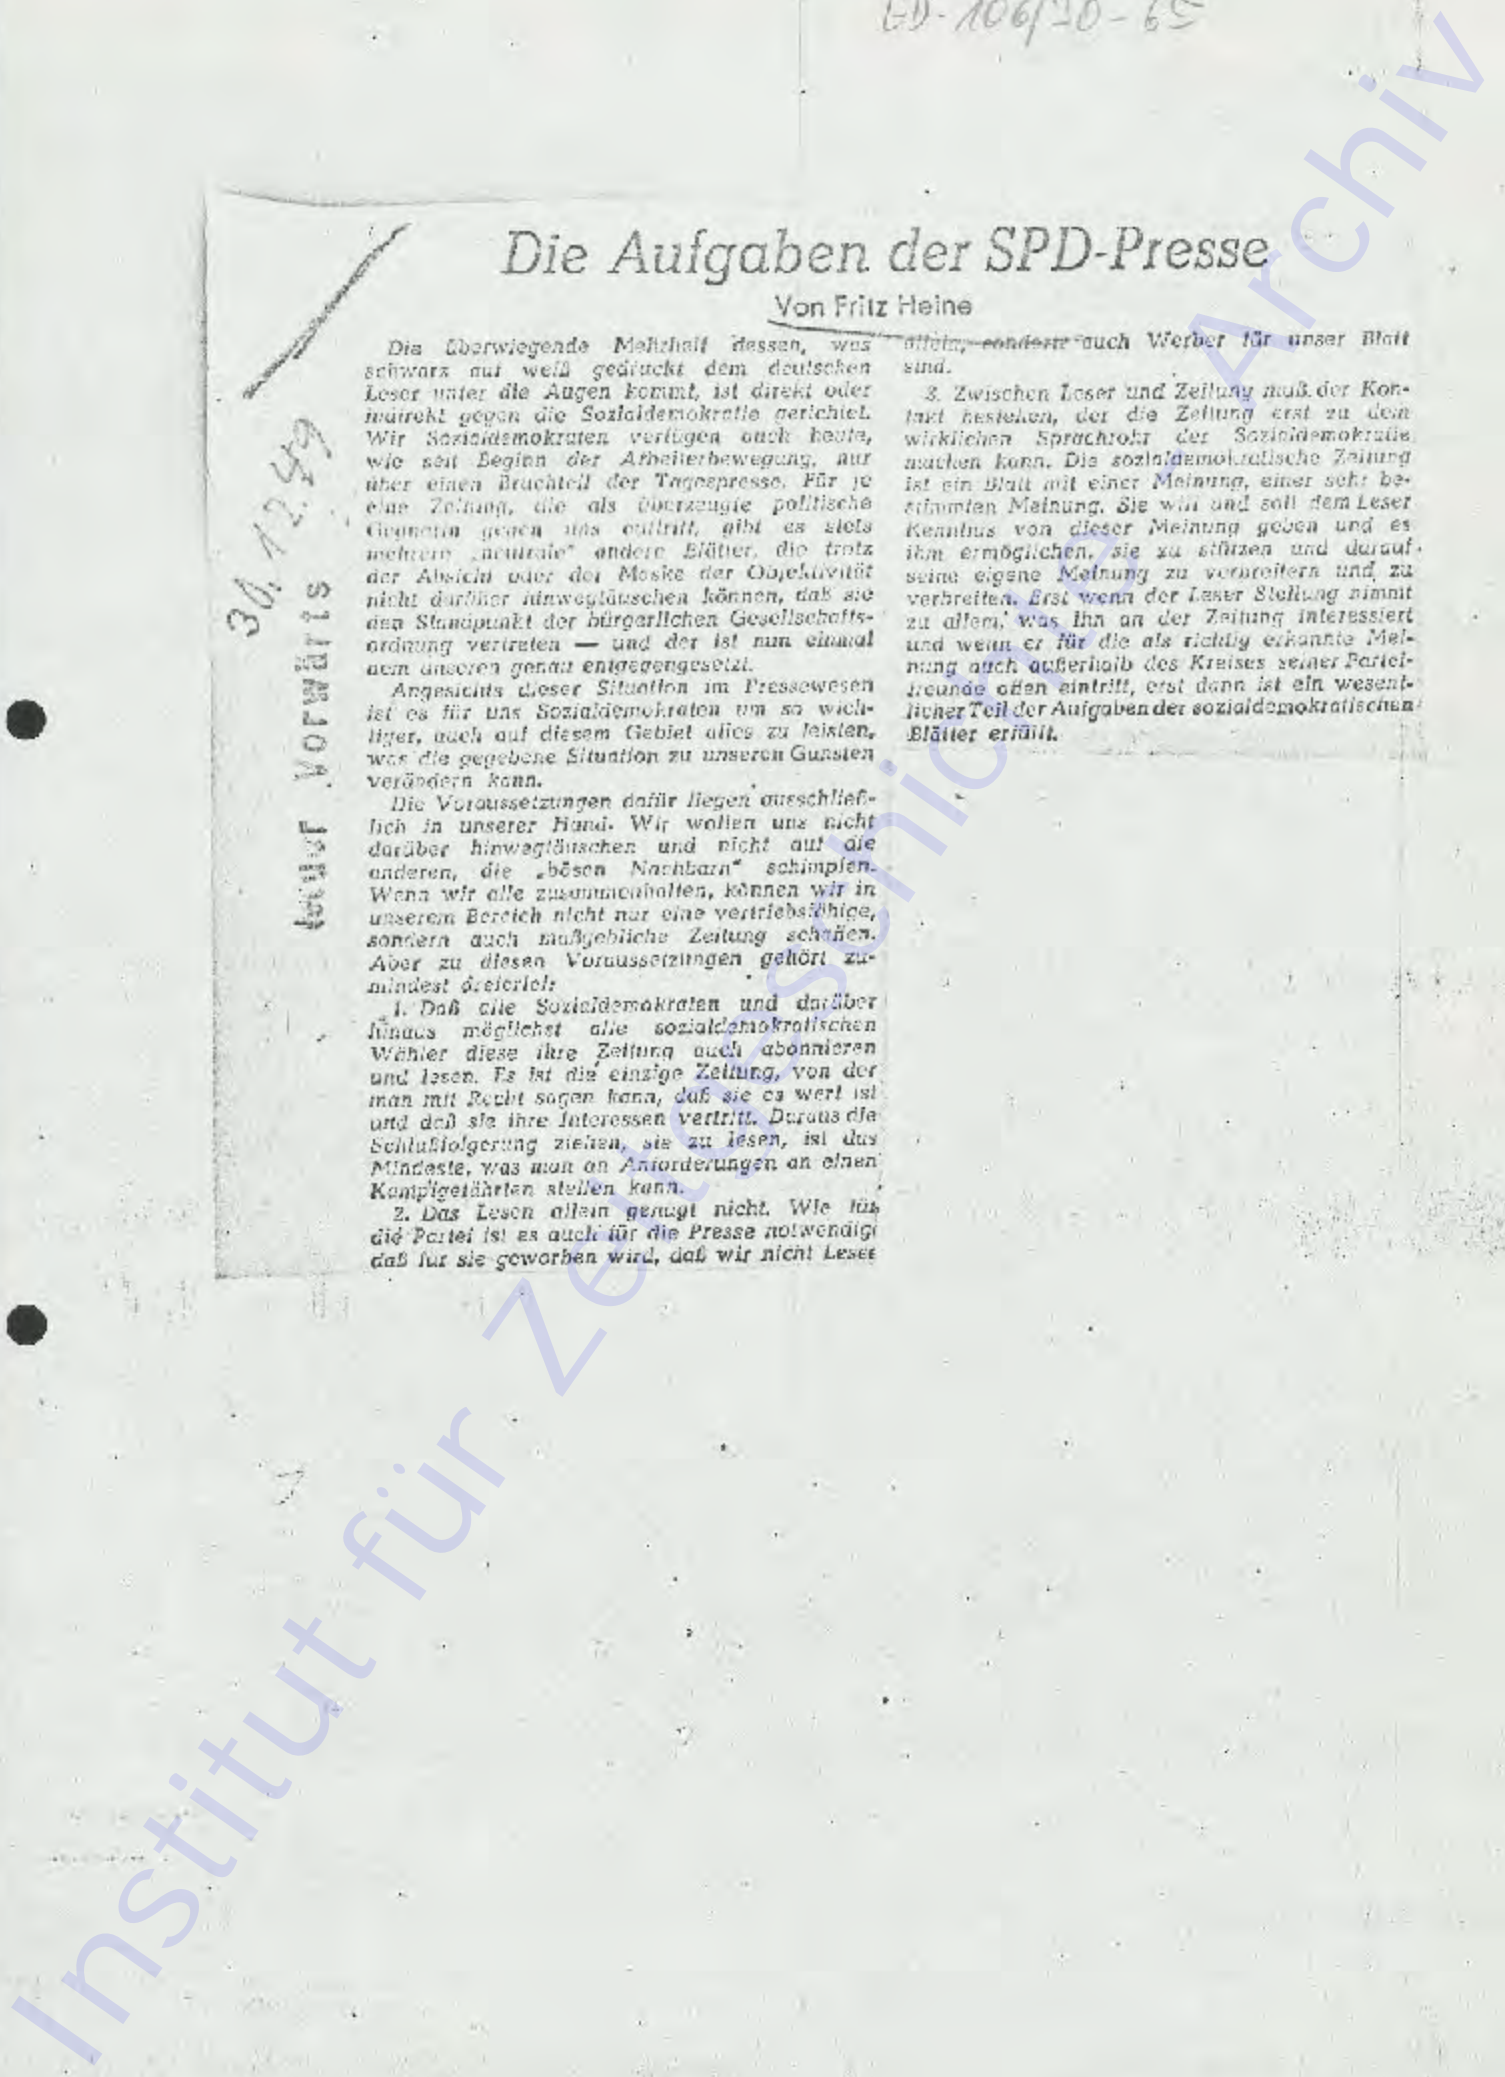 ED-106/70-65
Die Aufgaben der SPD-Presse
Von Fritz Heine
Die überwiegende Mehrheit dessen, was
schwarz auf weiß gedruckt dem deutschen
Leser unter die Augen kommt, ist direkt oder
indirekt gegen die Sozialdemokratie gerichtet.
Wir Sozialdemokraten verfügen auch heute,
wie seit Beginn der Arbeiterbewegung, nur
über einen Bruchteil der Tagespresse. Für je
eine Zeitung, die als überzeugte politische
Gegnerin gegen uns auftritt, gibt es stets
mehrere „neutrale" andere Blätter, die trotz
der Absicht oder der Maske der Objektivität
nicht darüber hinwegtäuschen können, daß sie
den Standpunkt der bürgerlichen Gesellschafts-
ordnung vertreten — und der ist nun einmal
dem unseren genau entgegengesetzt.
Angesichts dieser Situation im Pressewesen
ist es für uns Sozialdemokraten um so wich-
tiger, auch auf diesem Gebiet alles zu leisten,
was die gegebene Situation zu unseren Gunsten
verändern kann.
Die Voraussetzungen dafür liegen ausschließ-
lich in unserer Hand. Wir wollen uns nicht
darüber hinwegtäuschen und nicht auf die
anderen, die „bösen Nachbarn" schimpfen.
Wenn wir alle zusammenhalten, können wir in
unserem Bereich nicht nur eine vertriebsfähige,
sondern auch maßgebliche Zeitung schaffen.
Aber zu diesen Voraussetzungen gehört zu-
mindest dreierlei:
1. Daß alle Sozialdemokraten und darüber
hinaus möglichst alle sozialdemokratischen
Wähler diese ihre Zeitung auch abonnieren
und lesen. Es ist die einzige Zeitung, von der
man mit Recht sagen kann, daß sie es wert ist
und daß sie ihre Interessen vertritt. Daraus die
Schlußfolgerung ziehen, sie zu lesen, ist das
Mindeste, was man an Anforderungen an einen
Kampfgefährten stellen kann.
2. Das Lesen allein genügt nicht. Wie für
die Partei ist es auch für die Presse notwendig,
daß für sie geworben wird, daß wir nicht Leser
allein, sondern auch Werber für unser Blatt
sind.
3. Zwischen Leser und Zeitung muß der Kon-
takt bestehen, der die Zeitung erst zu dem
wirklichen Sprachrohr der Sozialdemokratie
machen kann. Die sozialdemokratische Zeitung
ist ein Blatt mit einer Meinung, einer sehr be-
stimmten Meinung. Sie will und soll dem Leser
Kenntnis von dieser Meinung geben und es
ihm ermöglichen, sie zu stützen und darauf
seine eigene Meinung zu verbreitern und zu
verbreiten. Erst wenn der Leser Stellung nimmt
zu allem, was ihn an der Zeitung interessiert
und wenn er für die als richtig erkannte Mei-
nung auch außerhalb des Kreises seiner Partei-
freunde offen eintritt, erst dann ist ein wesent-
licher Teil der Aufgaben der sozialdemokratischen
Blätter erfüllt.
Vorwärts
30.12.49
Institut für Zeitgeschichte - Archiv